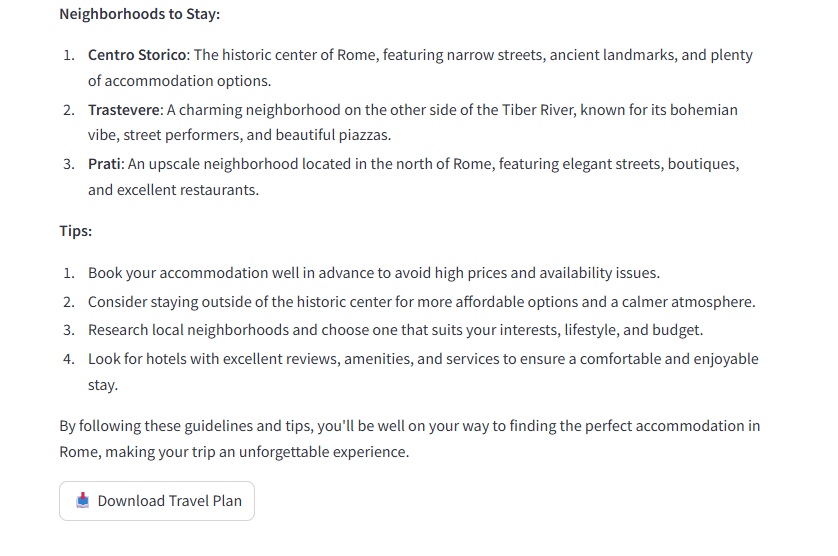 Neighborhoods to Stay:
1. Centro Storico: The historic center of Rome, featuring narrow streets, ancient landmarks, and plenty
of accommodation options.
2. Trastevere: A charming neighborhood on the other side of the Tiber River, known for its bohemian
vibe, street performers, and beautiful piazzas.
3. Prati: An upscale neighborhood located in the north of Rome, featuring elegant streets, boutiques,
and excellent restaurants.
Tips:
1. Book your accommodation well in advance to avoid high prices and availability issues.
2. Consider staying outside of the historic center for more affordable options and a calmer atmosphere.
3. Research local neighborhoods and choose one that suits your interests, lifestyle, and budget.
4. Look for hotels with excellent reviews, amenities, and services to ensure a comfortable and enjoyable
stay.
By following these guidelines and tips, you'll be well on your way to finding the perfect accommodation in
Rome, making your trip an unforgettable experience.
Download Travel Plan